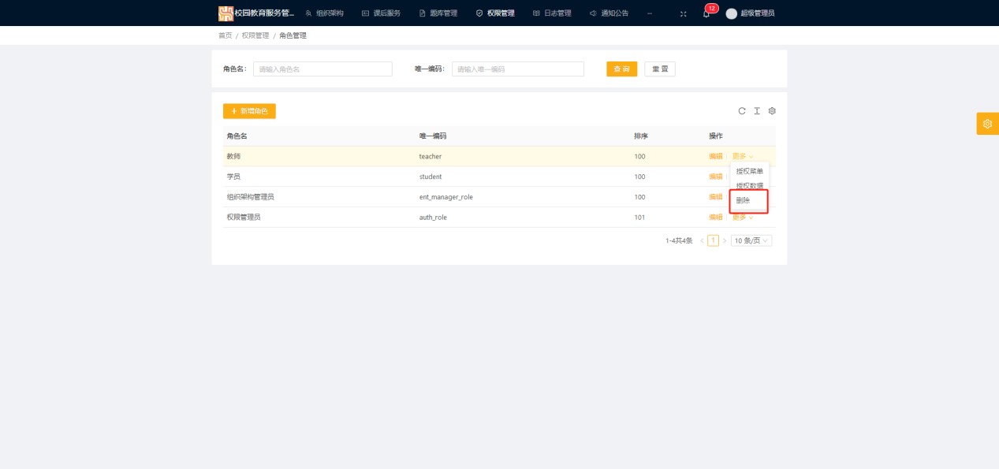 校园教育服务管... 组织架构 课后服务 题库管理 权限管理 日志管理 通知公告 12 超级管理员
首页 / 权限管理 / 角色管理
角色名: 请输入角色名 唯一编码: 请输入唯一编码 查 询 重 置
+ 新增角色
角色名 唯一编码 排序 操作
教师 teacher 100 编辑 更多
授权菜单
学员 student 100 编辑
授权数据
组织架构管理员 ent_manager_role 100 编辑
删除
权限管理员 auth_role 101 编辑 更多
1-4共4条 < 1 > 10 条/页